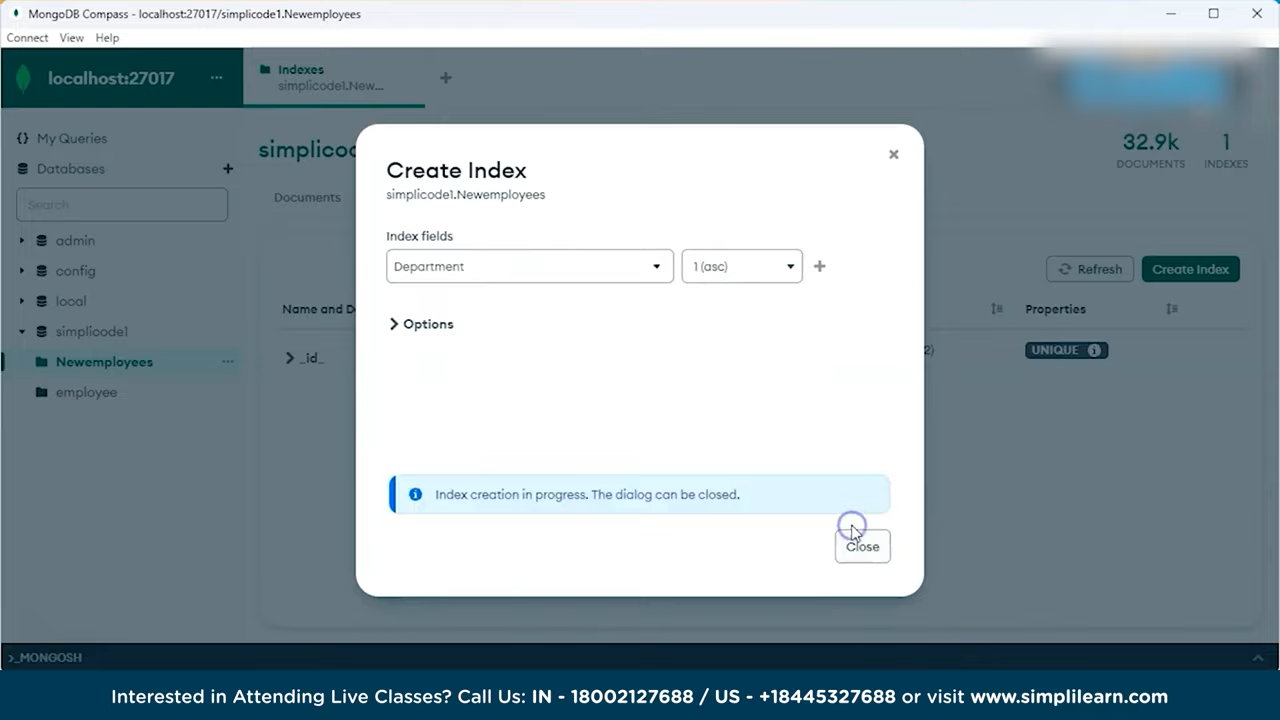 MongoDB Compass - localhost:27017/simplicode1.Newemployees
Connect View Help
localhost:27017 ...
Indexes
simplicode1.New...
My Queries
Databases
Search
admin
config
local
simplicode1
Newemployees ...
employee
simplicod
32.9k
DOCUMENTS
1
INDEXES
Documents
Refresh
Create Index
Name and D
Properties
_id_
2)
UNIQUE
Create Index
simplicode1.Newemployees
Index fields
Department
1 (asc)
Options
Index creation in progress. The dialog can be closed.
Close
>_MONGOSH
Interested in Attending Live Classes? Call Us: IN - 18002127688 / US - +18445327688 or visit www.simplilearn.com